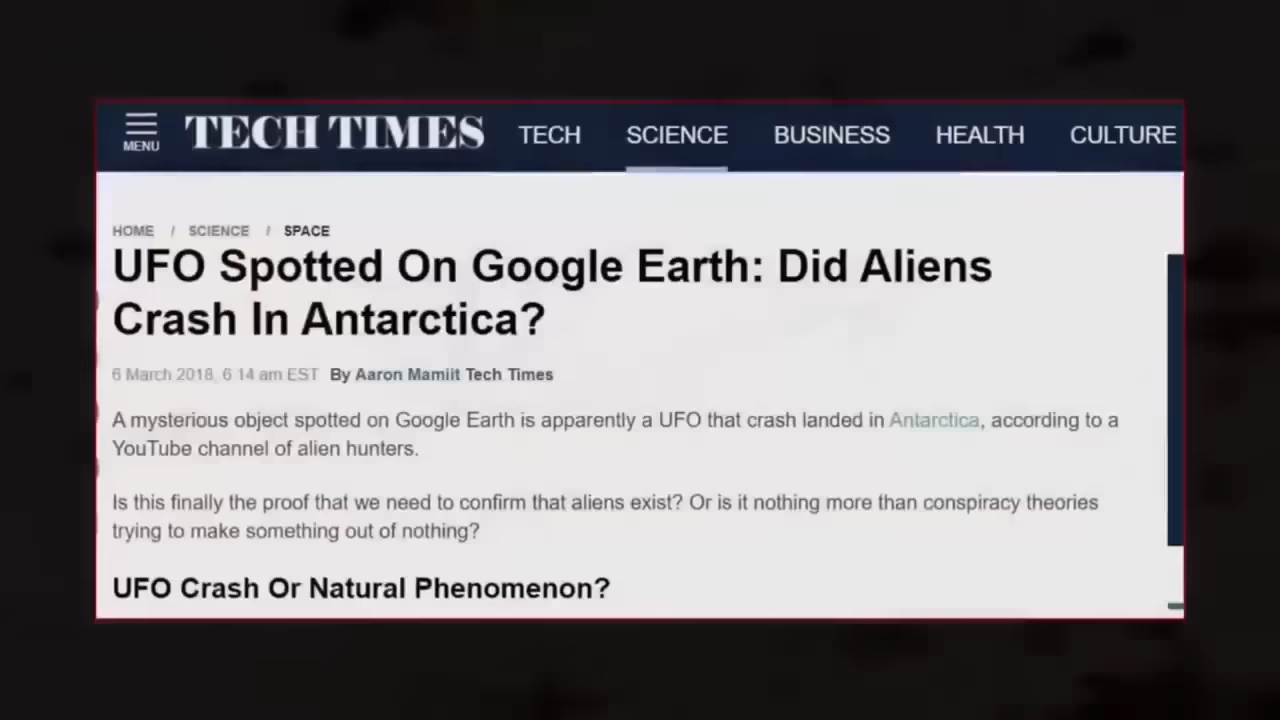 MENU
TECH TIMES
TECH SCIENCE BUSINESS HEALTH CULTURE
HOME / SCIENCE / SPACE
UFO Spotted On Google Earth: Did Aliens
Crash In Antarctica?
6 March 2018, 6:14 am EST By Aaron Mamiit Tech Times
A mysterious object spotted on Google Earth is apparently a UFO that crash landed in Antarctica, according to a
YouTube channel of alien hunters.
Is this finally the proof that we need to confirm that aliens exist? Or is it nothing more than conspiracy theories
trying to make something out of nothing?
UFO Crash Or Natural Phenomenon?